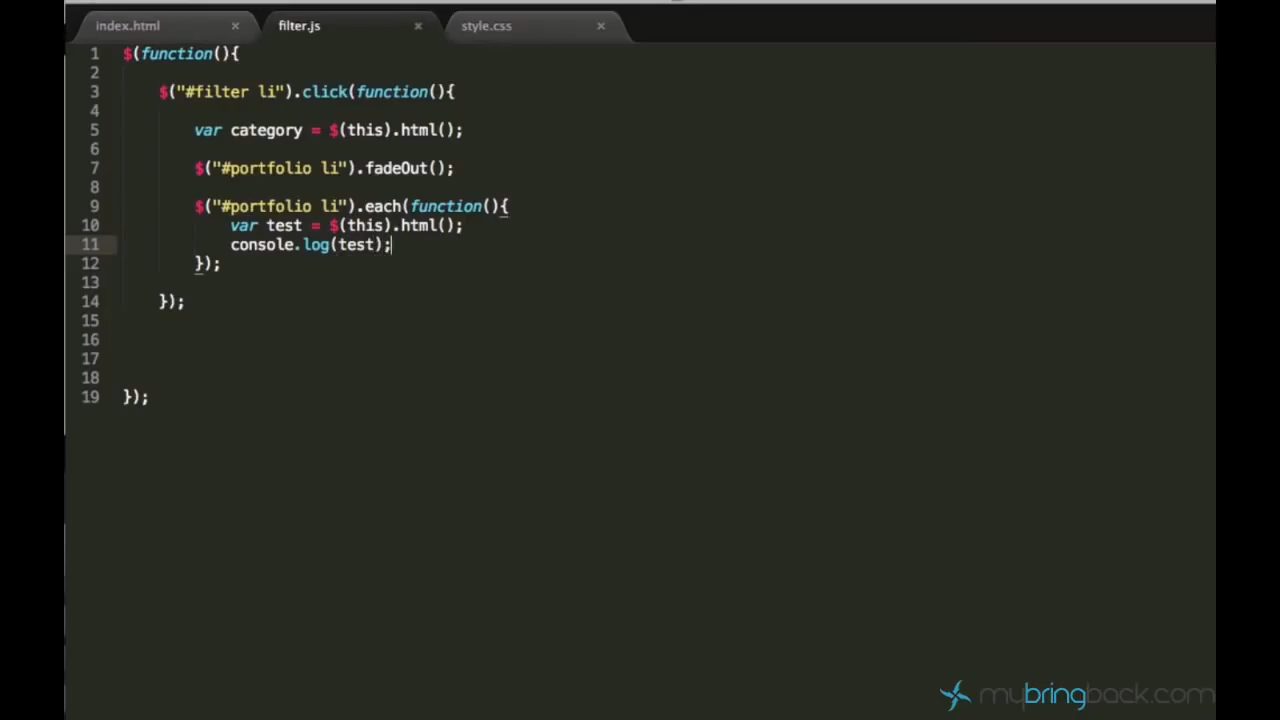 index.html × filter.js × style.css ×
1 $(function(){
2
3 $("#filter li").click(function(){
4
5 var category = $(this).html();
6
7 $("#portfolio li").fadeOut();
8
9 $("#portfolio li").each(function(){
10 var test = $(this).html();
11 console.log(test);
12 });
13
14 });
15
16
17
18
19 });
mybringback.com